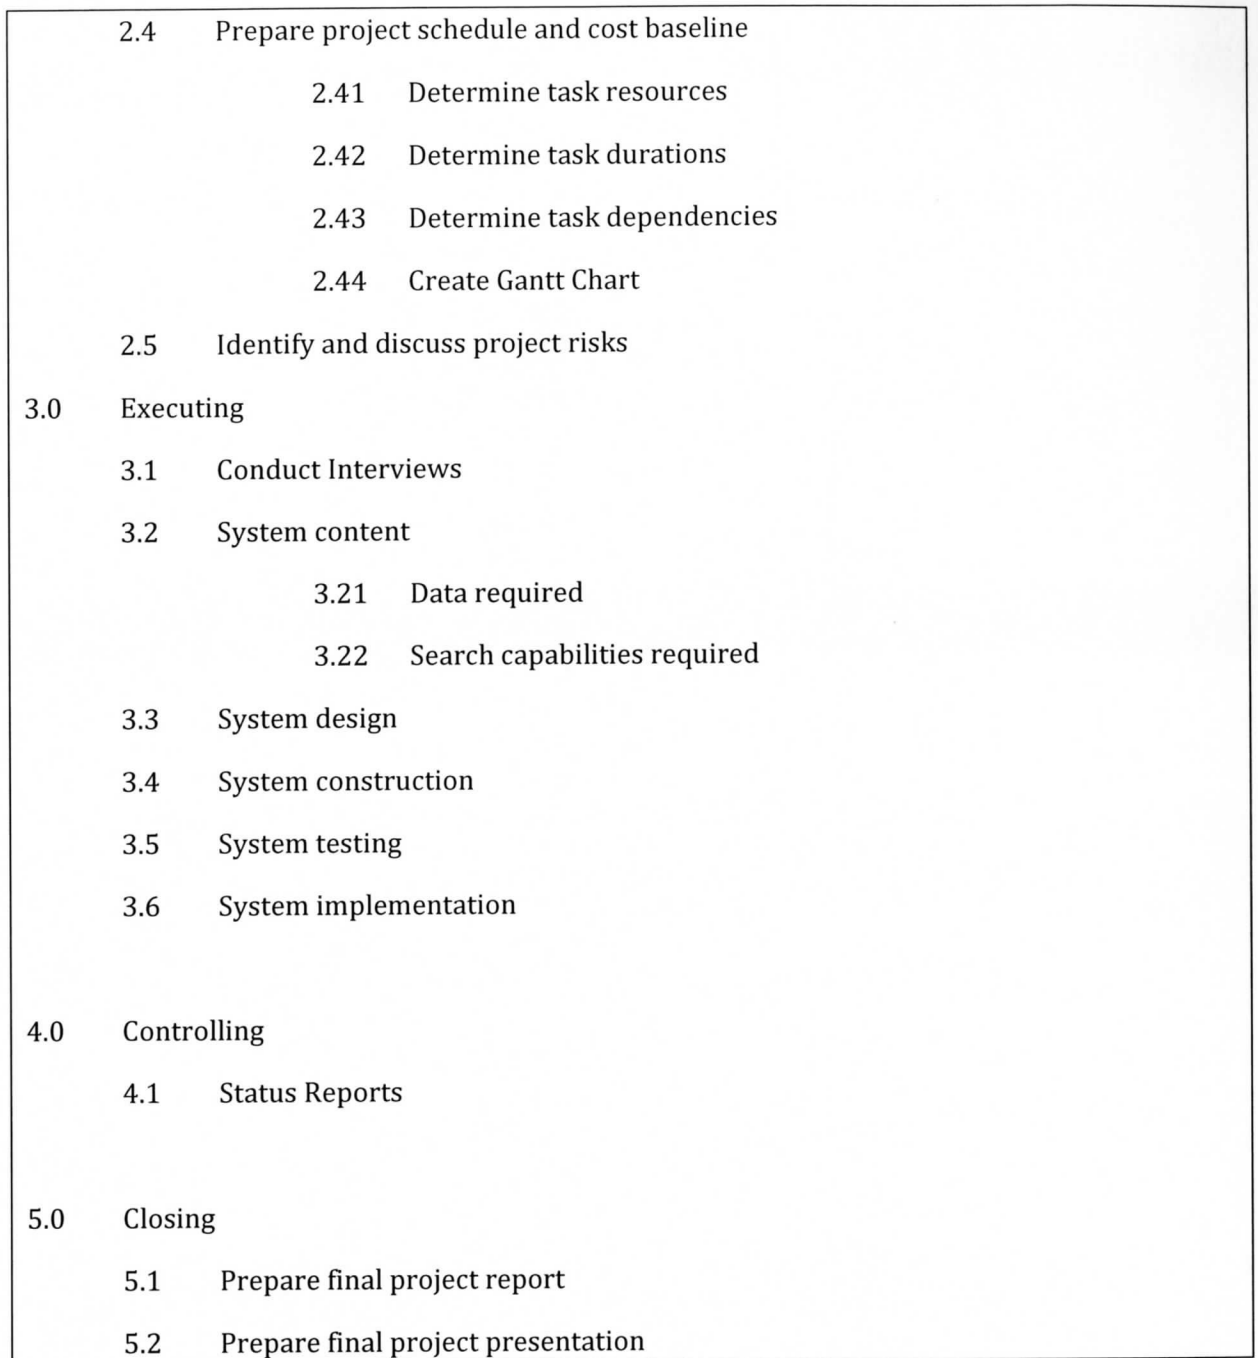 2.4 Prepare project schedule and cost baseline
2.41 Determine task resources
2.42 Determine task durations
2.43 Determine task dependencies
2.44 Create Gantt Chart
2.5 Identify and discuss project risks
3.0 Executing
3.1 Conduct Interviews
3.2 System content
3.21 Data required
3.22 Search capabilities required
3.3 System design
3.4 System construction
3.5 System testing
3.6 System implementation
4.0 Controlling
4.1 Status Reports
5.0 Closing
5.1 Prepare final project report
5.2 Prepare final project presentation